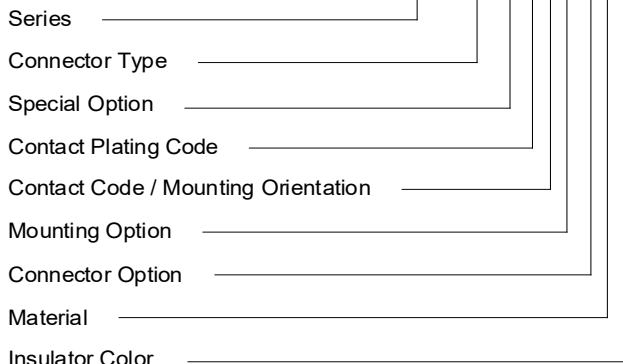 Series
Connector Type
Special Option
Contact Plating Code
Contact Code / Mounting Orientation
Mounting Option
Connector Option
Material
Insulator Color